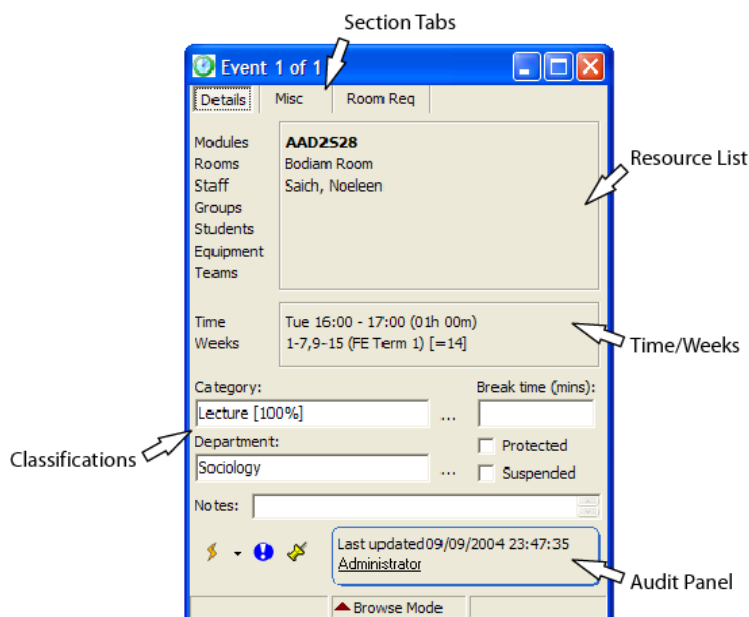 Section Tabs
Event 1 of 1
Details Misc Room Req
Modules AAD2528
Rooms Bodiam Room
Staff Saich, Noeleen
Groups
Students
Equipment
Teams
Resource List
Time Tue 16:00 - 17:00 (01h 00m)
Weeks 1-7,9-15 (FE Term 1) [=14]
Time/Weeks
Category: Break time (mins):
Lecture [100%] ...
Department: Protected
Sociology ... Suspended
Classifications
Notes:
Last updated 09/09/2004 23:47:35
Administrator
Audit Panel
Browse Mode